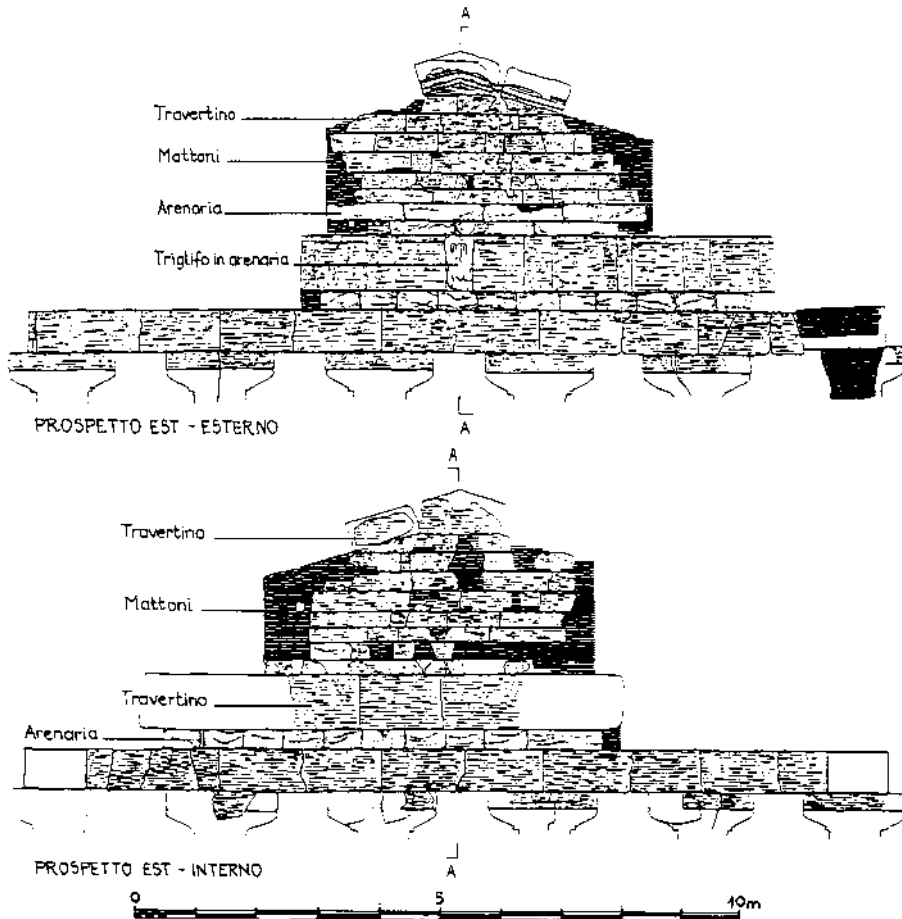 A
Travertino
Mattoni
Arenaria
Triglifo in arenaria
A
PROSPETTO EST - ESTERNO
A
Travertino
Mattoni
Travertino
Arenaria
A
PROSPETTO EST - INTERNO
0 5 10m